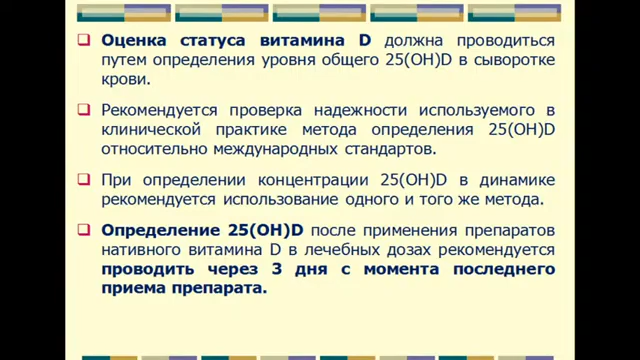 Оценка статуса витамина D должна проводиться
путем определения уровня общего 25(OH)D в сыворотке
крови.
Рекомендуется проверка надежности используемого в
клинической практике метода определения 25(OH)D
относительно международных стандартов.
При определении концентрации 25(OH)D в динамике
рекомендуется использование одного и того же метода.
Определение 25(OH)D после применения препаратов
нативного витамина D в лечебных дозах рекомендуется
проводить через 3 дня с момента последнего
приема препарата.